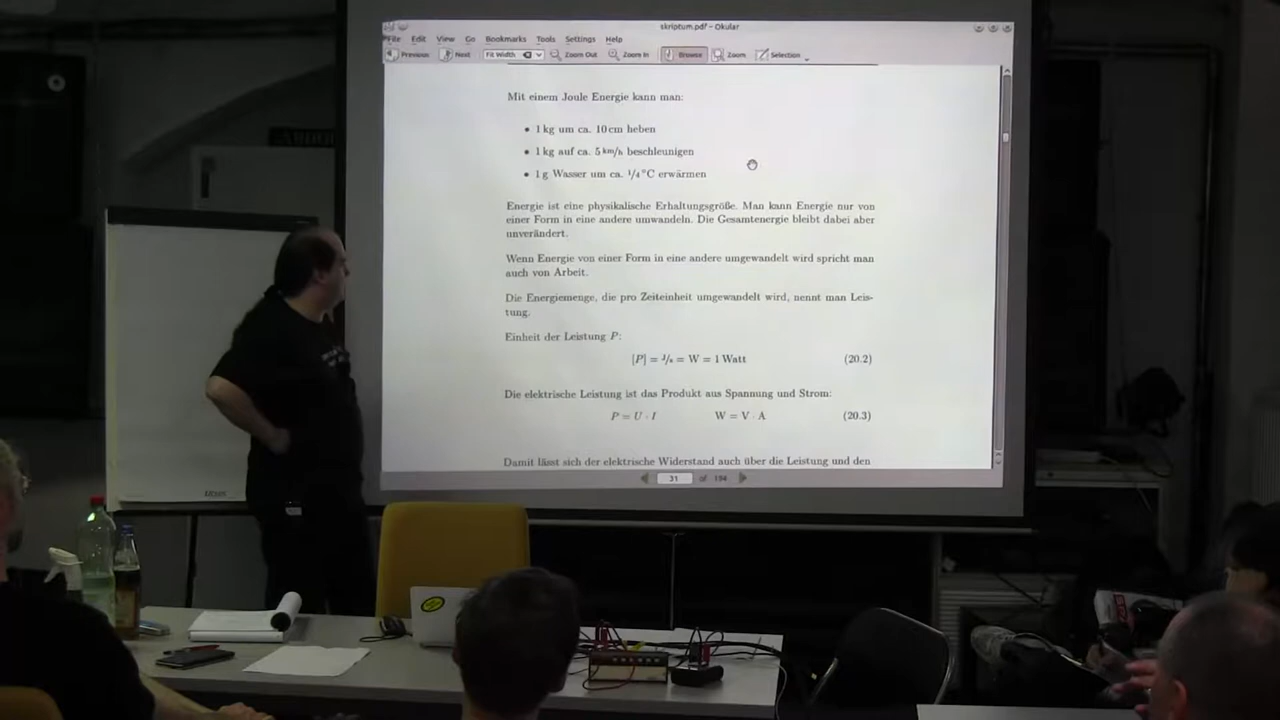 skriptum.pdf – Okular
File Edit View Go Bookmarks Tools Settings Help
Previous Next Fit Width Zoom Out Zoom In Browse Zoom Selection
Mit einem Joule Energie kann man:
• 1 kg um ca. 10 cm heben
• 1 kg auf ca. 5 km/h beschleunigen
• 1 g Wasser um ca. 1/4 °C erwärmen
Energie ist eine physikalische Erhaltungsgröße. Man kann Energie nur von
einer Form in eine andere umwandeln. Die Gesamtenergie bleibt dabei aber
unverändert.
Wenn Energie von einer Form in eine andere umgewandelt wird spricht man
auch von Arbeit.
Die Energiemenge, die pro Zeiteinheit umgewandelt wird, nennt man Leis-
tung.
Einheit der Leistung P:
[P] = J/s = W = 1 Watt (20.2)
Die elektrische Leistung ist das Produkt aus Spannung und Strom:
P = U · I W = V · A (20.3)
Damit lässt sich der elektrische Widerstand auch über die Leistung und den
31 of 194